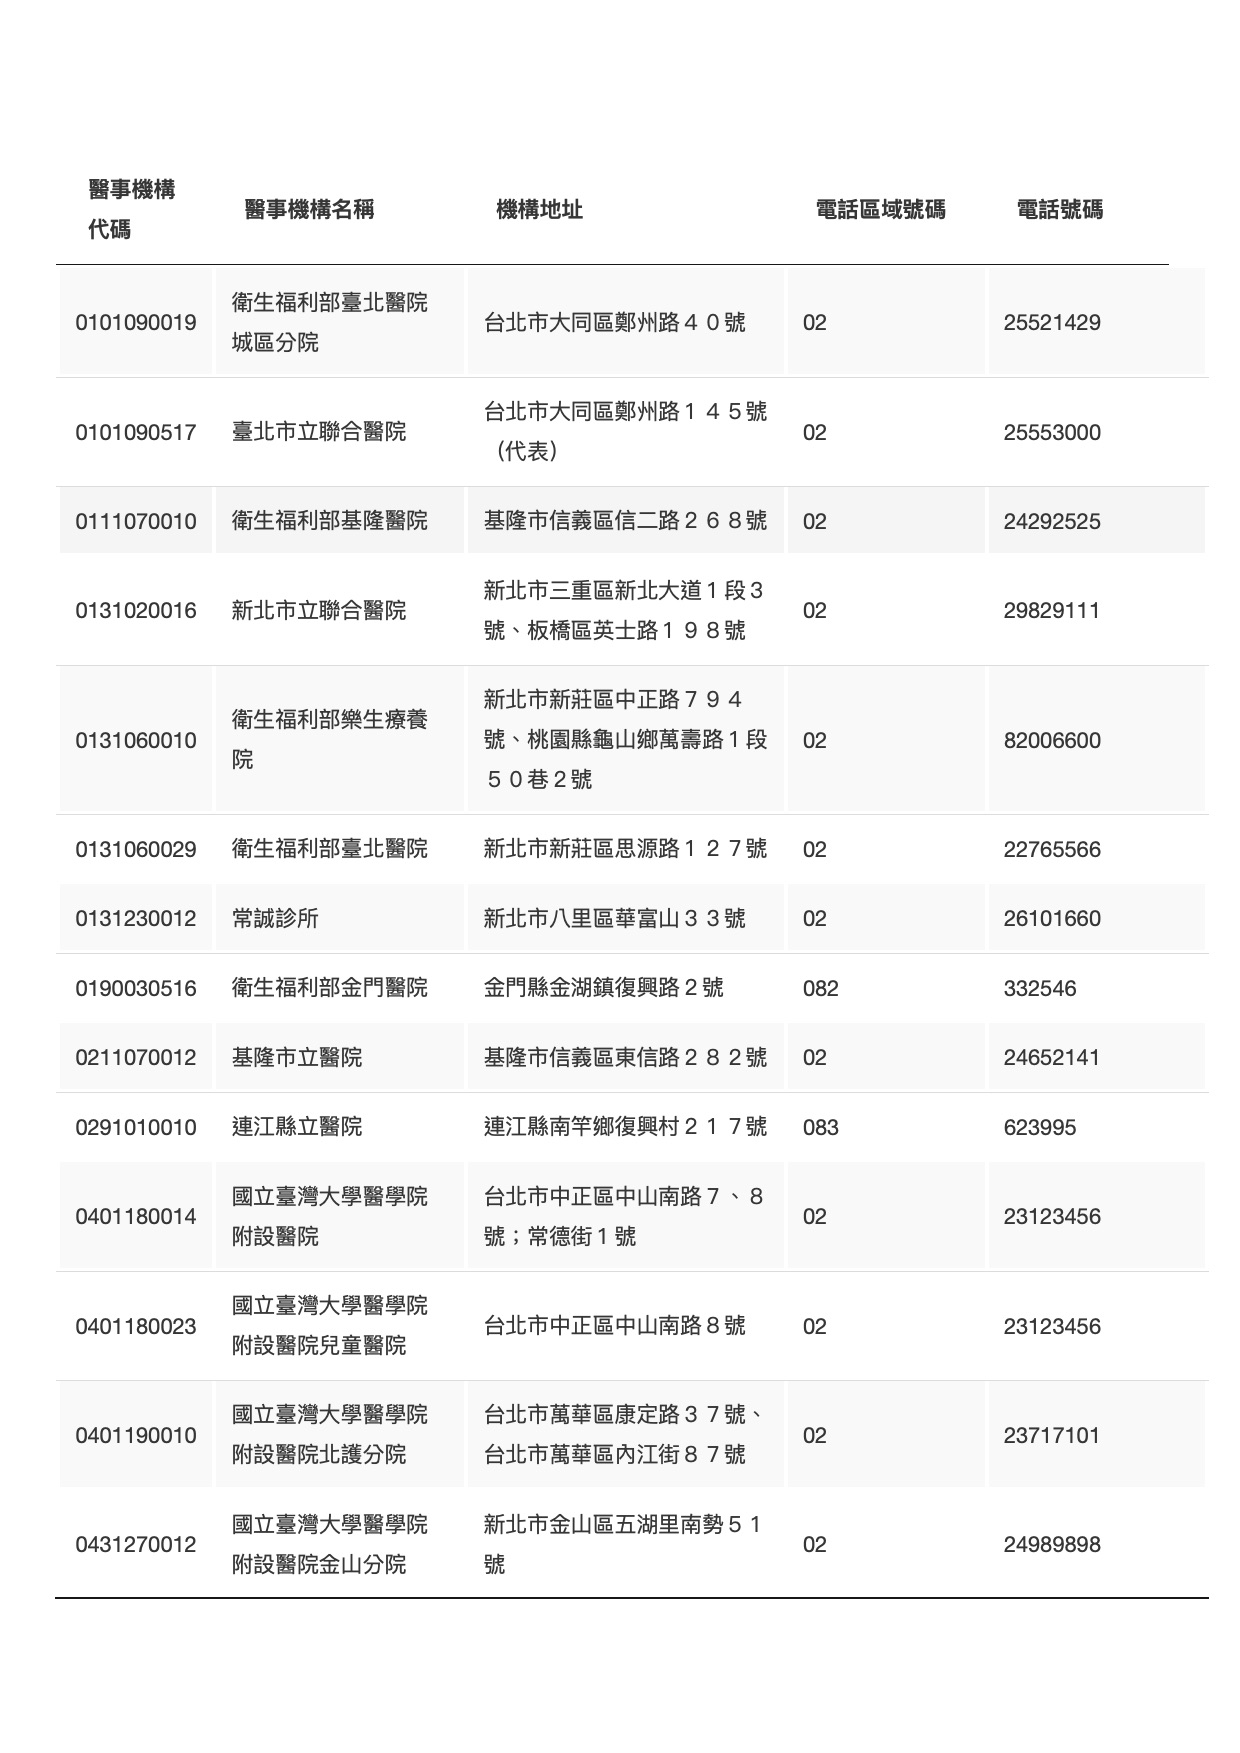 醫事機構
代碼
醫事機構名稱
機構地址
電話區域號碼
電話號碼
0101090019
衛生福利部臺北醫院
城區分院
台北市大同區鄭州路４０號
02
25521429
0101090517
臺北市立聯合醫院
台北市大同區鄭州路１４５號
（代表）
02
25553000
0111070010
衛生福利部基隆醫院
基隆市信義區信二路２６８號
02
24292525
0131020016
新北市立聯合醫院
新北市三重區新北大道１段３
號、板橋區英士路１９８號
02
29829111
0131060010
衛生福利部樂生療養
院
新北市新莊區中正路７９４
號、桃園縣龜山鄉萬壽路１段
５０巷２號
02
82006600
0131060029
衛生福利部臺北醫院
新北市新莊區思源路１２７號
02
22765566
0131230012
常誠診所
新北市八里區華富山３３號
02
26101660
0190030516
衛生福利部金門醫院
金門縣金湖鎮復興路２號
082
332546
0211070012
基隆市立醫院
基隆市信義區東信路２８２號
02
24652141
0291010010
連江縣立醫院
連江縣南竿鄉復興村２１７號
083
623995
0401180014
國立臺灣大學醫學院
附設醫院
台北市中正區中山南路７、８
號；常德街１號
02
23123456
0401180023
國立臺灣大學醫學院
附設醫院兒童醫院
台北市中正區中山南路８號
02
23123456
0401190010
國立臺灣大學醫學院
附設醫院北護分院
台北市萬華區康定路３７號、
台北市萬華區內江街８７號
02
23717101
0431270012
國立臺灣大學醫學院
附設醫院金山分院
新北市金山區五湖里南勢５１
號
02
24989898